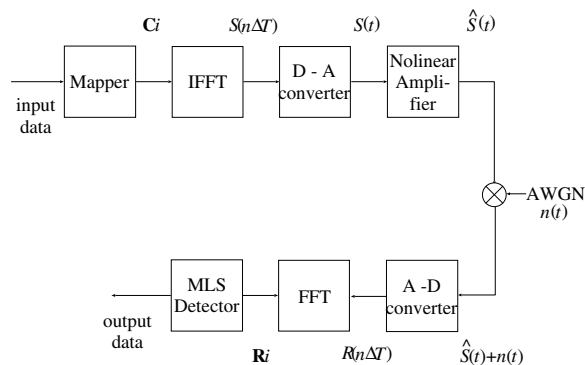 Ci
S(nΔT)
S(t)
Ŝ(t)
Mapper
IFFT
D - A
converter
Nolinear
Ampli-
fier
input
data
AWGN
n(t)
MLS
Detector
FFT
A -D
converter
output
data
Ri
R(nΔT)
Ŝ(t)+n(t)